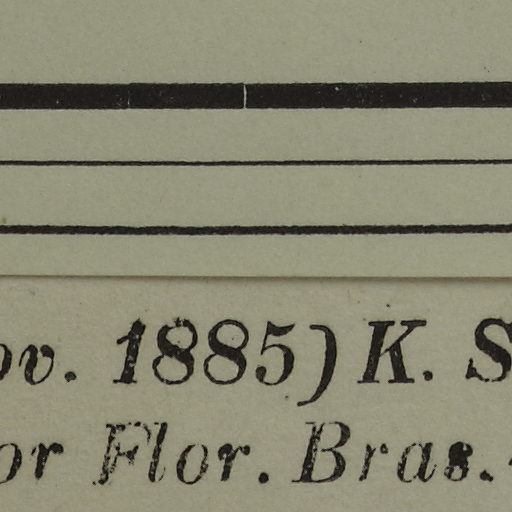 ov. 1885) K. S
or Flor. Bras.